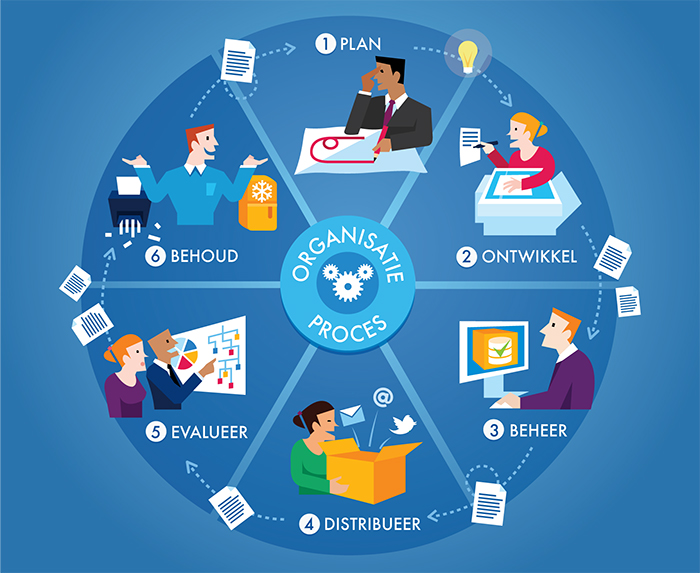 1 PLAN
2 ONTWIKKEL
3 BEHEER
4 DISTRIBUEER
5 EVALUEER
6 BEHOUD
ORGANISATIE
PROCES
@